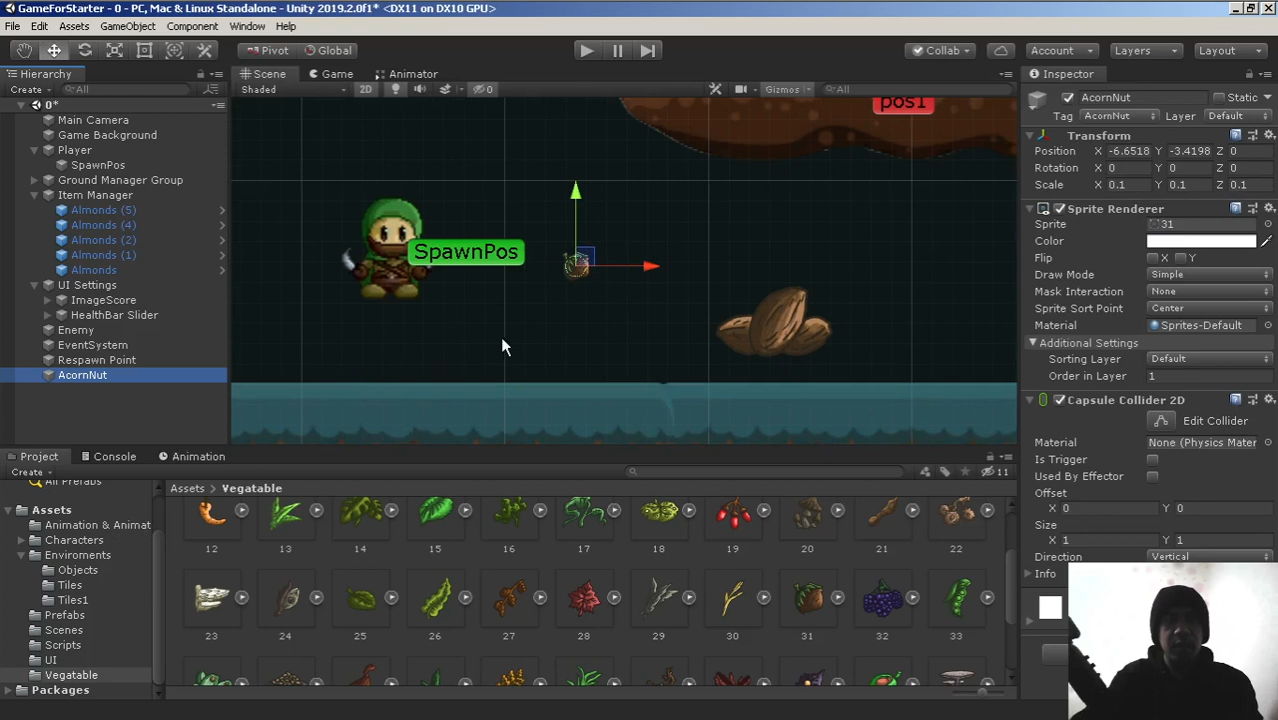 GameForStarter - 0 - PC, Mac & Linux Standalone - Unity 2019.2.0f1* <DX11 on DX10 GPU>
File Edit Assets GameObject Component Window Help
Pivot Global Collab Account Layers Layout
Hierarchy Scene Game Animator Inspector
Create All Shaded 2D 0 Gizmos All
AcornNut Static
Tag AcornNut Layer Default
0*
Main Camera
Game Background
Player
SpawnPos
Ground Manager Group
Item Manager
Almonds (5)
Almonds (4)
Almonds (2)
Almonds (1)
Almonds
UI Settings
ImageScore
HealthBar Slider
Enemy
EventSystem
Respawn Point
AcornNut
pos1
SpawnPos
Transform
Position X -6.6518 Y -3.4198 Z 0
Rotation X 0 Y 0 Z 0
Scale X 0.1 Y 0.1 Z 0.1
Sprite Renderer
Sprite 31
Color
Flip X Y
Draw Mode Simple
Mask Interaction None
Sprite Sort Point Center
Material Sprites-Default
Additional Settings
Sorting Layer Default
Order in Layer 1
Capsule Collider 2D
Edit Collider
Material None (Physics Mater
Is Trigger
Used By Effector
Offset
X 0 Y 0
Size
X 1 Y 1
Direction Vertical
Info
Project Console Animation
Create 11
All Prefabs
Assets
Animation & Animat
Characters
Enviroments
Objects
Tiles
Tiles1
Prefabs
Scenes
Scripts
UI
Vegatable
Packages
Assets Vegatable
12 13 14 15 16 17 18 19 20 21 22
23 24 25 26 27 28 29 30 31 32 33